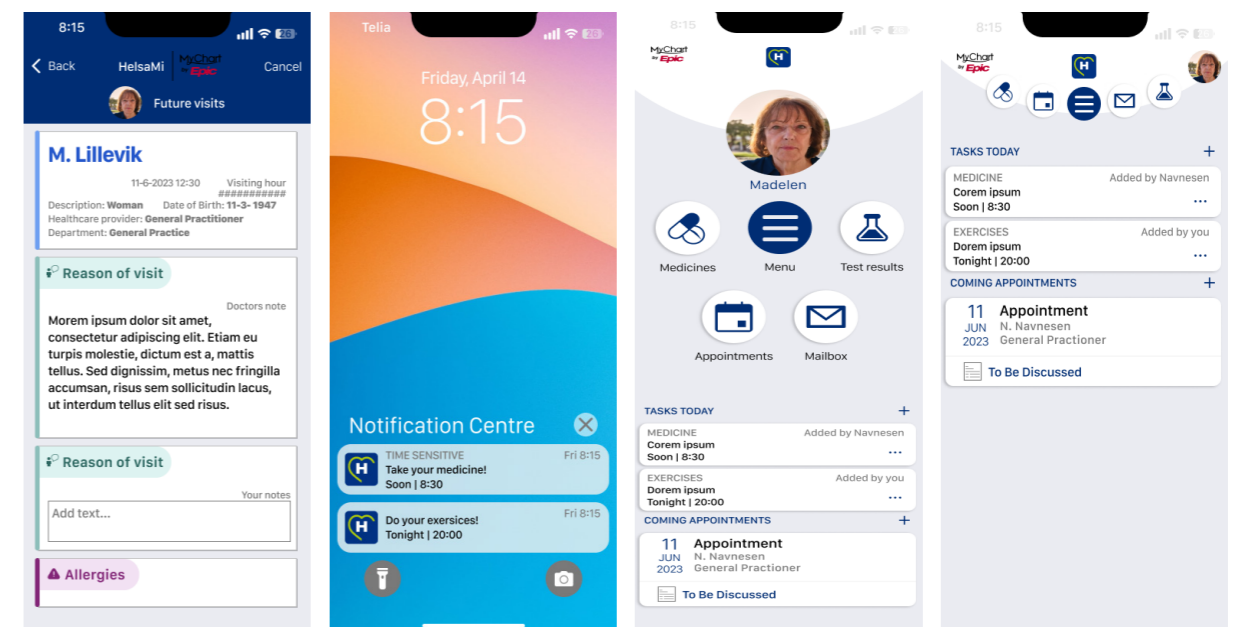 8:15
26
Back
HelsaMi
MyChart
by Epic
Cancel
Future visits
M. Lillevik
11-6-2023 12:30 Visiting hour
###########
Description: Woman Date of Birth: 11-3- 1947
Healthcare provider: General Practitioner
Department: General Practice
Reason of visit
Doctors note
Morem ipsum dolor sit amet,
consectetur adipiscing elit. Etiam eu
turpis molestie, dictum est a, mattis
tellus. Sed dignissim, metus nec fringilla
accumsan, risus sem sollicitudin lacus,
ut interdum tellus elit sed risus.
Reason of visit
Your notes
Add text...
Allergies
Telia
26
Friday, April 14
8:15
Notification Centre
H
TIME SENSITIVE Fri 8:15
Take your medicine!
Soon | 8:30
H
Do your exersices! Fri 8:15
Tonight | 20:00
8:15
MyChart
by Epic
H
Madelen
Medicines
Menu
Test results
Appointments
Mailbox
TASKS TODAY +
MEDICINE Added by Navnesen
Corem ipsum
Soon | 8:30 ...
EXERCISES Added by you
Dorem ipsum
Tonight | 20:00 ...
COMING APPOINTMENTS +
11 Appointment
JUN N. Navnesen
2023 General Practioner
To Be Discussed
8:15
MyChart
by Epic
H
TASKS TODAY +
MEDICINE Added by Navnesen
Corem ipsum
Soon | 8:30 ...
EXERCISES Added by you
Dorem ipsum
Tonight | 20:00 ...
COMING APPOINTMENTS +
11 Appointment
JUN N. Navnesen
2023 General Practioner
To Be Discussed